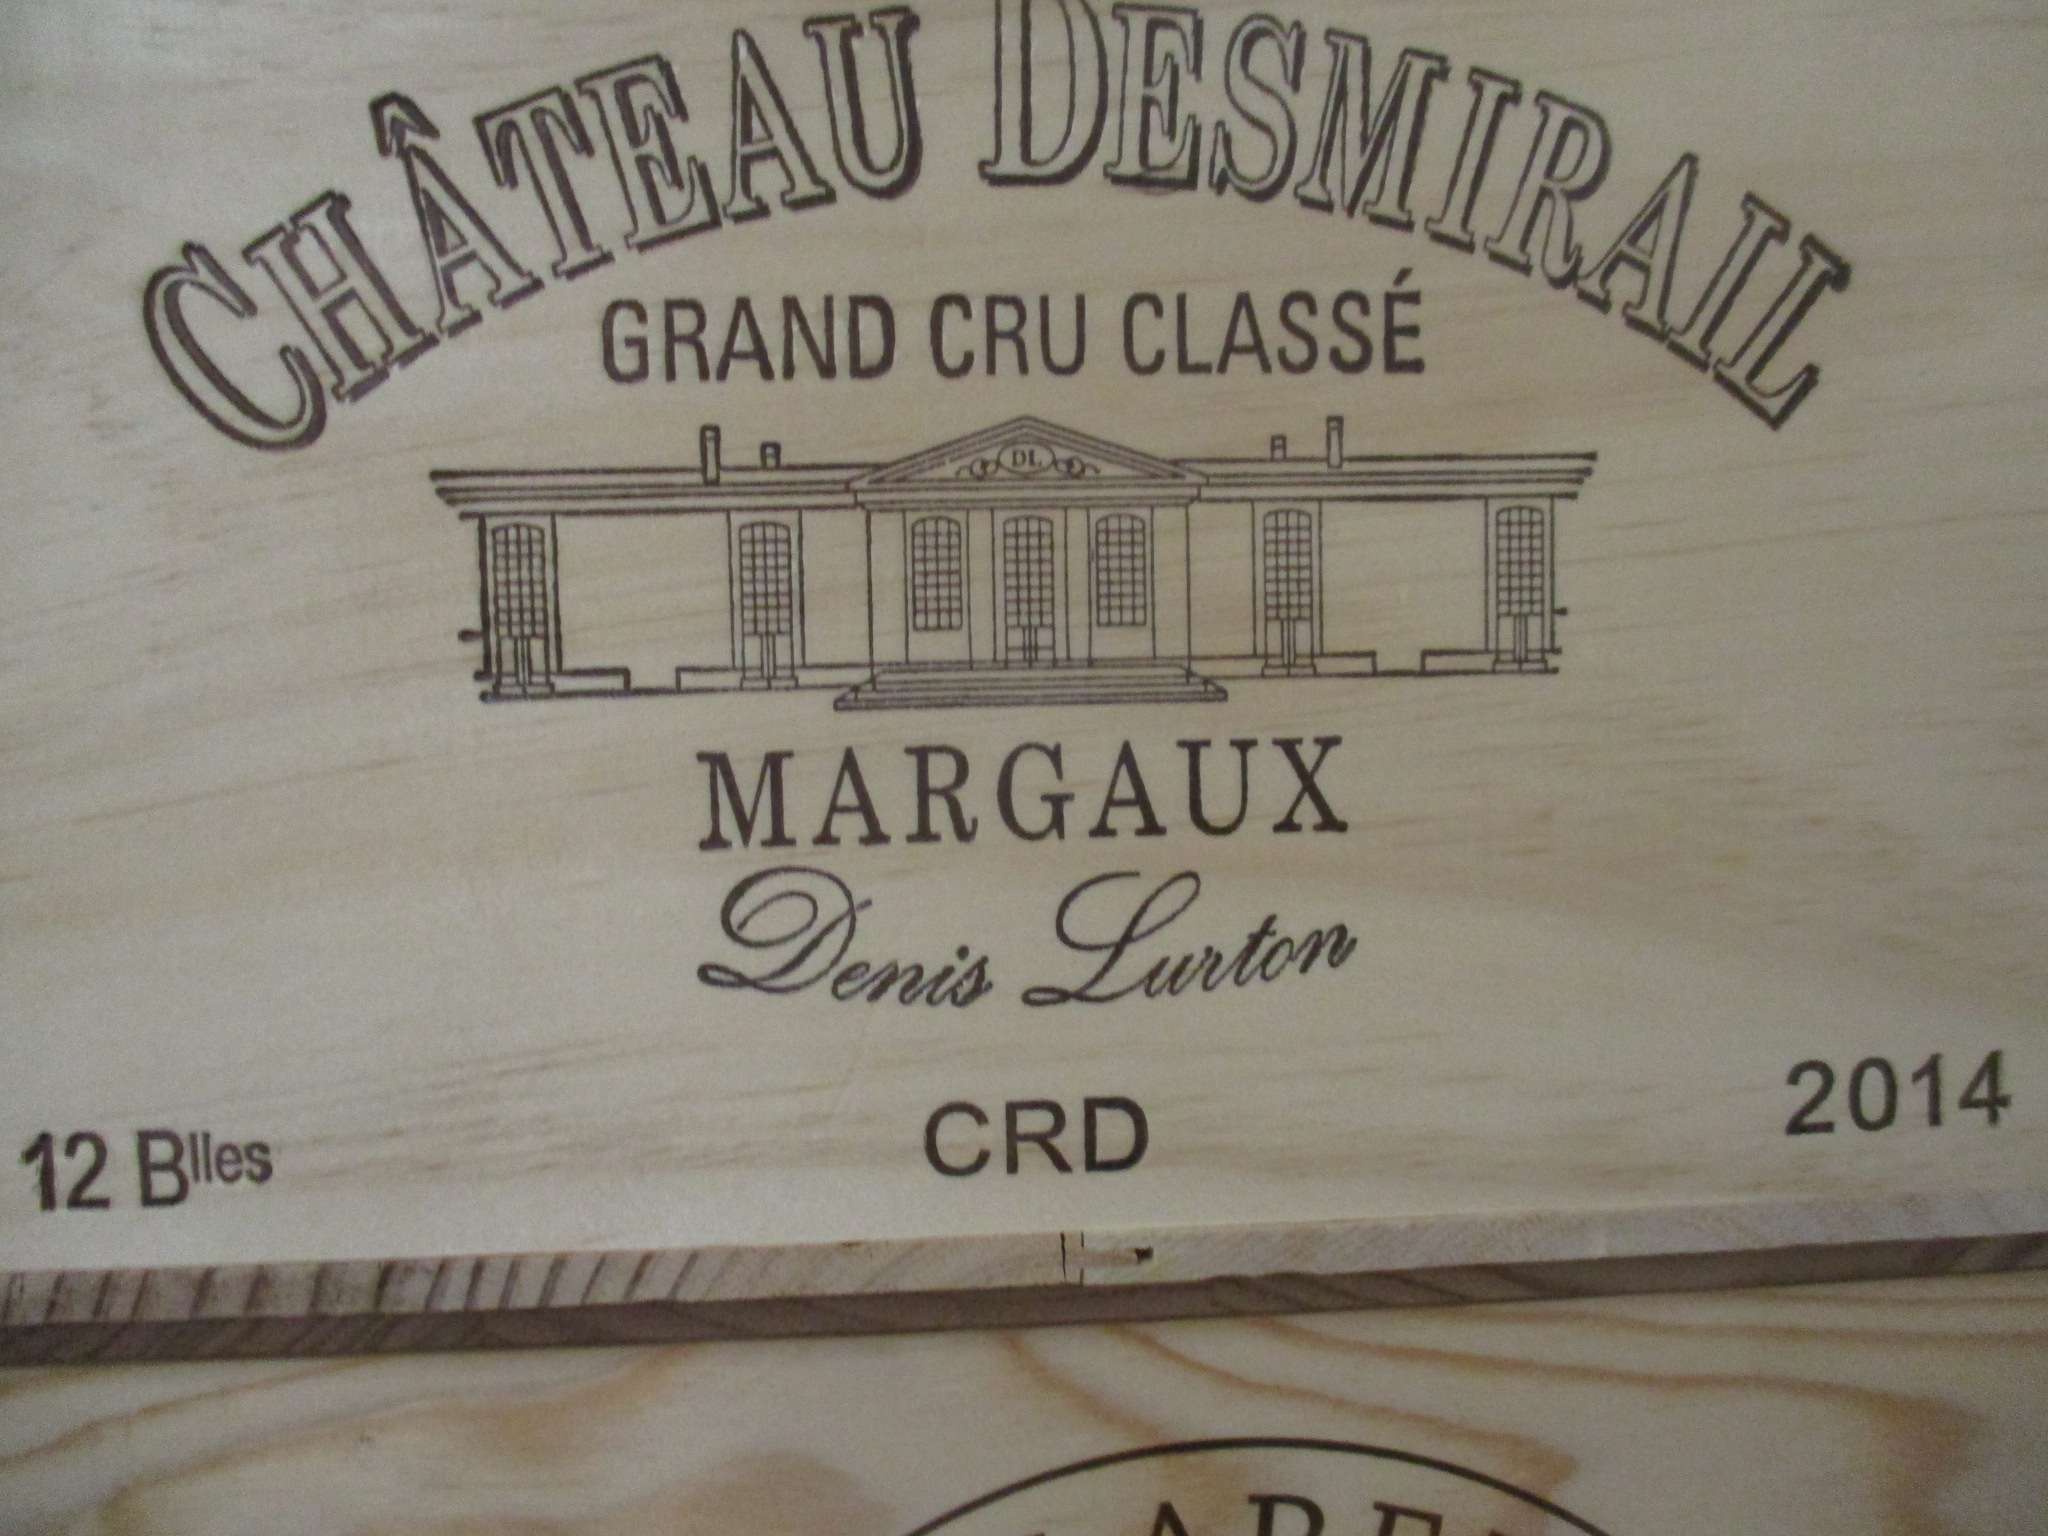 CHÂTEAU DESMIRAIL
GRAND CRU CLASSÉ
DL
MARGAUX
Denis Lurton
12 Blles
CRD
2014